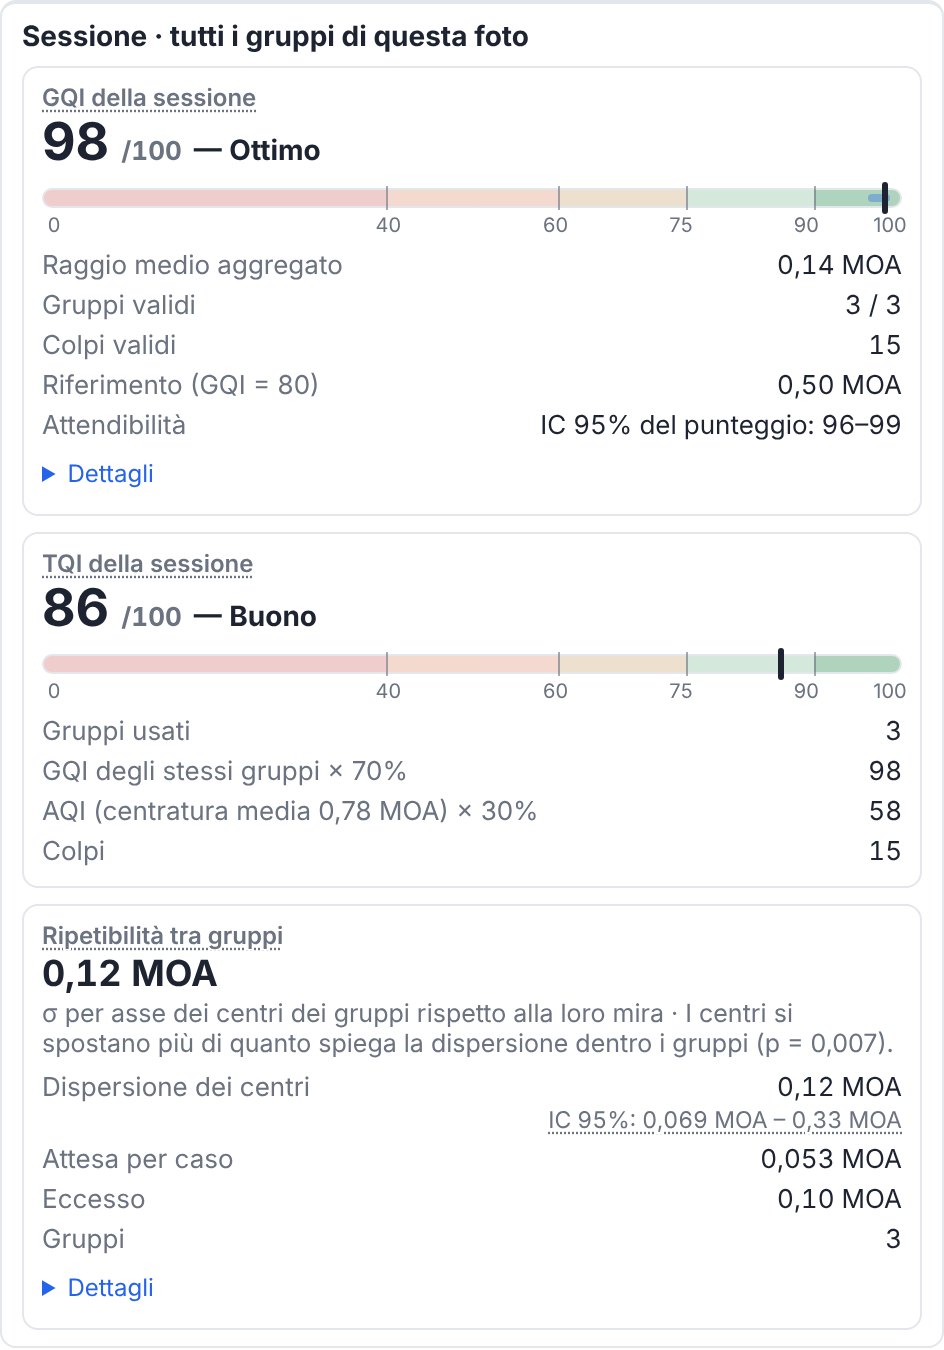 Sessione · tutti i gruppi di questa foto
GQI della sessione
98 /100 — Ottimo
0 40 60 75 90 100
Raggio medio aggregato 0,14 MOA
Gruppi validi 3 / 3
Colpi validi 15
Riferimento (GQI = 80) 0,50 MOA
Attendibilità IC 95% del punteggio: 96–99
▶ Dettagli
TQI della sessione
86 /100 — Buono
0 40 60 75 90 100
Gruppi usati 3
GQI degli stessi gruppi × 70% 98
AQI (centratura media 0,78 MOA) × 30% 58
Colpi 15
Ripetibilità tra gruppi
0,12 MOA
σ per asse dei centri dei gruppi rispetto alla loro mira · I centri si
spostano più di quanto spiega la dispersione dentro i gruppi (p = 0,007).
Dispersione dei centri 0,12 MOA
IC 95%: 0,069 MOA – 0,33 MOA
Attesa per caso 0,053 MOA
Eccesso 0,10 MOA
Gruppi 3
▶ Dettagli